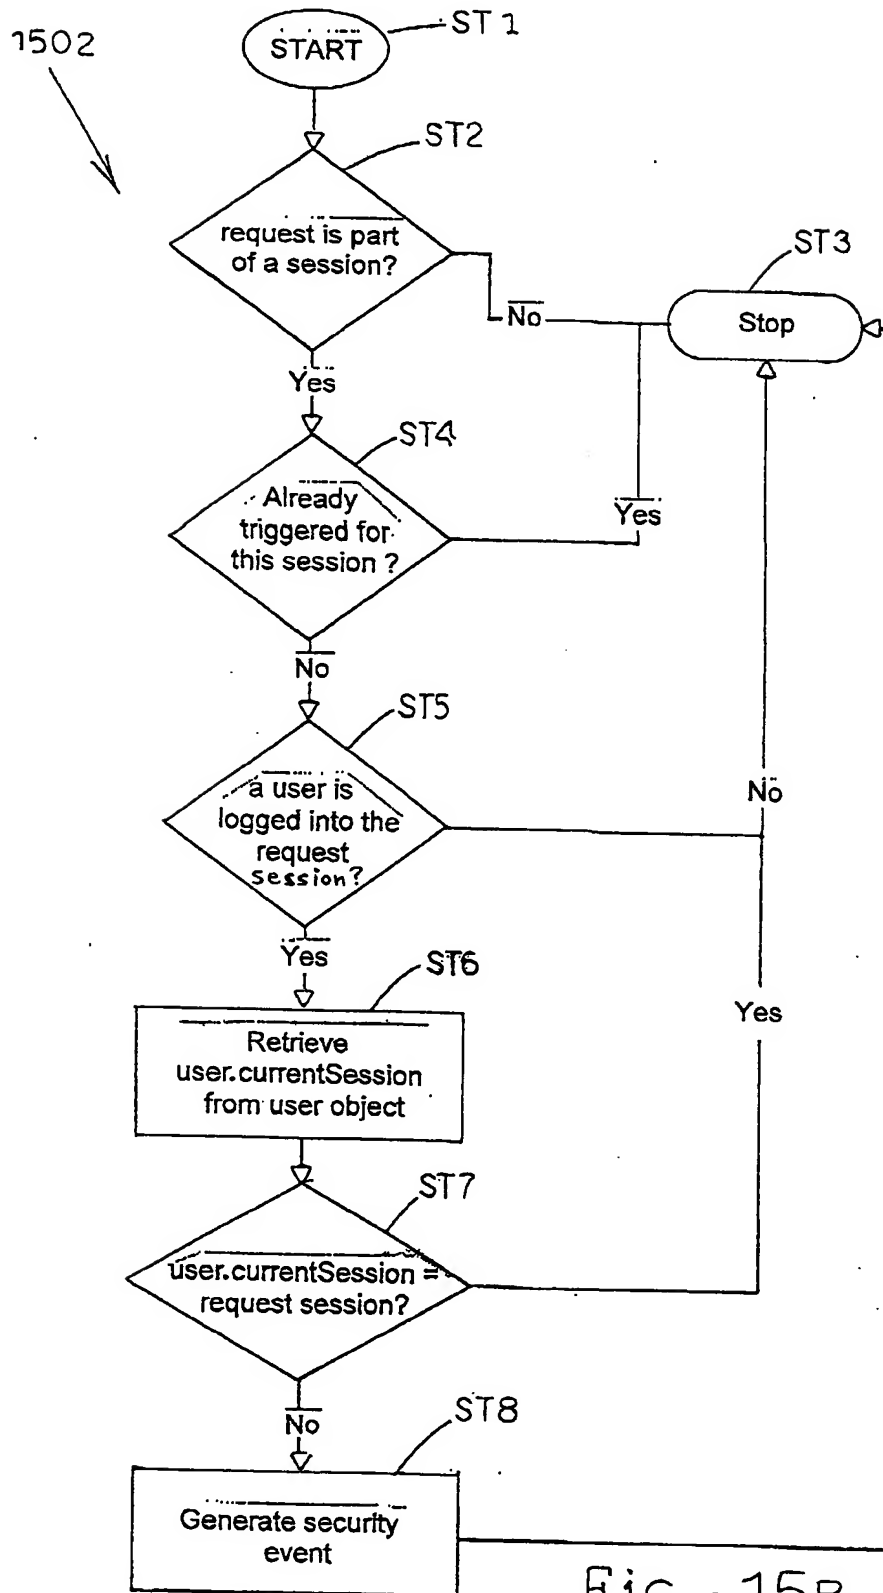 ST 1
START
1502
ST2
request is part
of a session?
ST3
Stop
No
Yes
ST4
Already
triggered for
this session ?
Yes
No
ST5
a user is
logged into the
request
session?
No
Yes
ST6
Retrieve
user.currentSession
from user object
Yes
ST7
user.currentSession =
request session?
No
ST8
Generate security
event
Fig. -15B